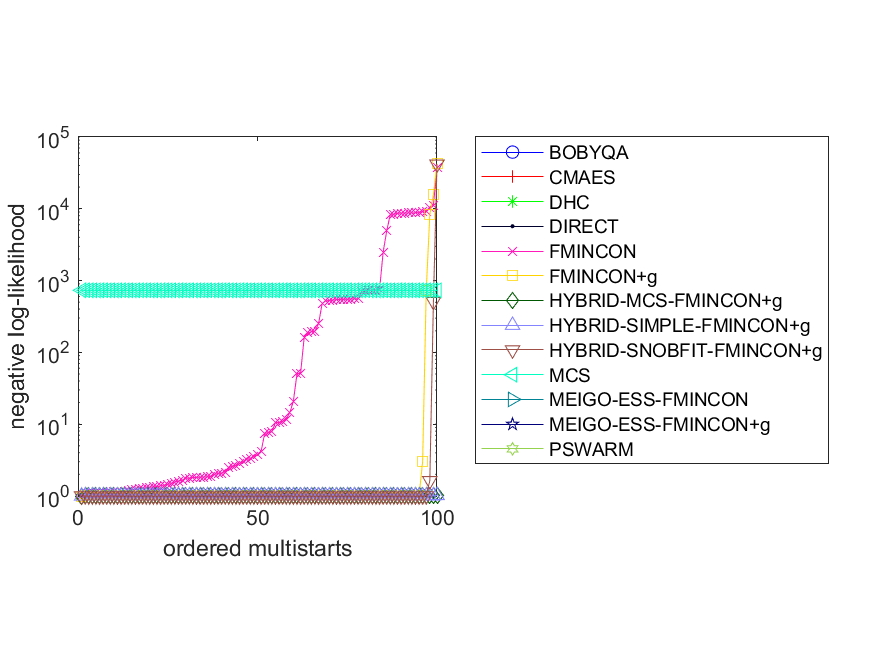 negative log-likelihood
10^5
10^4
10^3
10^2
10^1
10^0
0 50 100
ordered multistarts
BOBYQA
CMAES
DHC
DIRECT
FMINCON
FMINCON+g
HYBRID-MCS-FMINCON+g
HYBRID-SIMPLE-FMINCON+g
HYBRID-SNOBFIT-FMINCON+g
MCS
MEIGO-ESS-FMINCON
MEIGO-ESS-FMINCON+g
PSWARM